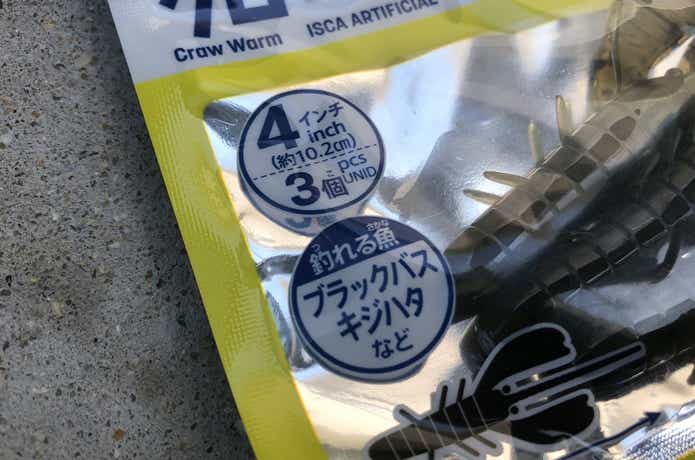 Craw Warm
ISCA ARTIFICIAL
4 インチ
inch
(約10.2cm)
3個 pcs
UNID
釣れる魚
ブラックバス
キジハタ
など